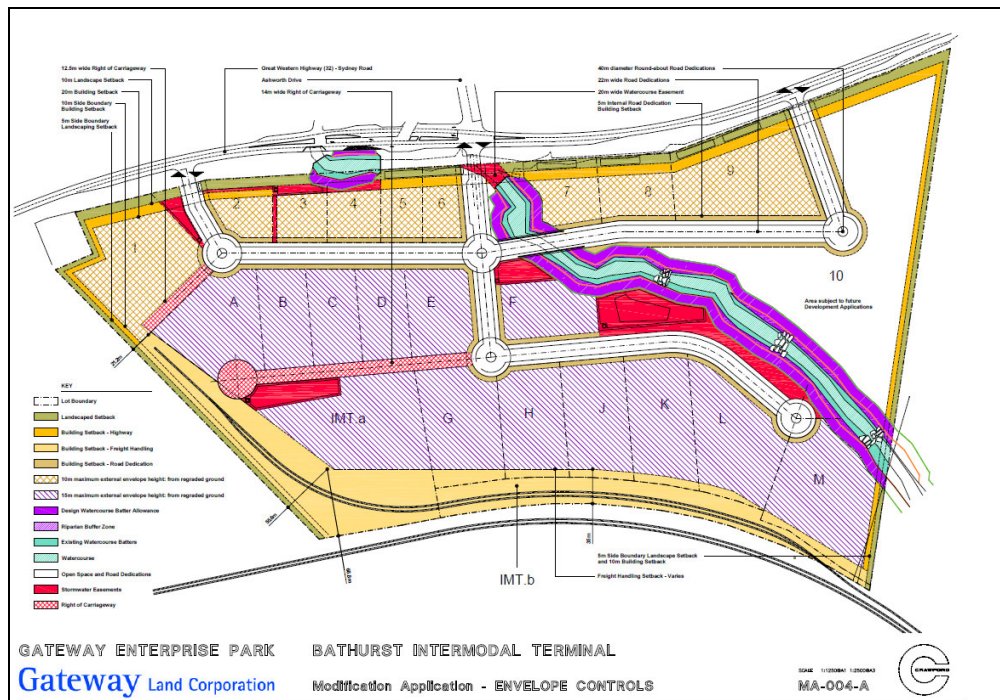 12.5m wide Right of Carriageway
10m Landscape Setback
20m Building Setback
10m Side Boundary
Building Setback
5m Side Boundary
Landscaping Setback
Great Western Highway (32) - Sydney Road
Ashworth Drive
14m wide Right of Carriageway
40m diameter Round-about Road Dedications
22m wide Road Dedications
20m wide Watercourse Easement
5m Internal Road Dedication
Building Setback
1
2
3
4
5
6
7
8
9
10
Area subject to future
Development Applications
A
B
C
D
E
F
IMT.a
G
H
J
K
L
M
IMT.b
5m Side Boundary Landscape Setback
and 10m Building Setback
Freight Handling Setback - Varies
KEY
Lot Boundary
Landscaped Setback
Building Setback - Highway
Building Setback - Freight Handling
Building Setback - Road Dedication
10m maximum external envelope height: from regraded ground
15m maximum external envelope height: from regraded ground
Design Watercourse Batter Allowance
Riparian Buffer Zone
Existing Watercourse Batters
Watercourse
Open Space and Road Dedications
Stormwater Easements
Right of Carriageway
GATEWAY ENTERPRISE PARK
BATHURST INTERMODAL TERMINAL
Gateway Land Corporation
Modification Application - ENVELOPE CONTROLS
SCALE 1:1250@A1 1:2500@A3
MA-004-A
CRAWFORD